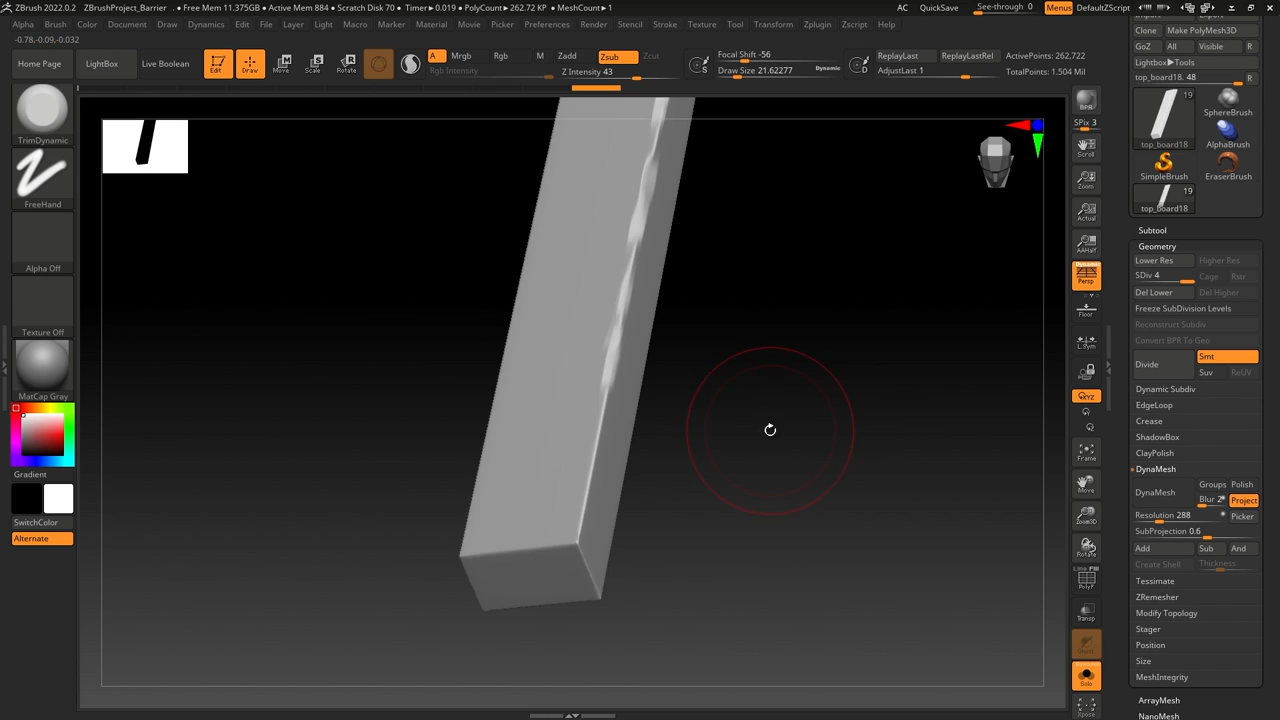 ZBrush 2022.0.2 ZBrushProject_Barrier . • Free Mem 11.375GB • Active Mem 884 • Scratch Disk 70 • Timer►0.019 • PolyCount►262.72 KP • MeshCount►1 AC QuickSave See-through 0 Menus DefaultZScript
Alpha Brush Color Document Draw Dynamics Edit File Layer Light Macro Marker Material Movie Picker Preferences Render Stencil Stroke Texture Tool Transform Zplugin Zscript Help
-0.78,-0.09,-0.032
Home Page LightBox Live Boolean Edit Draw Move Scale Rotate
A Mrgb Rgb M Zadd Zsub Zcut
Rgb Intensity Z Intensity 43
Focal Shift -56
Draw Size 21.62277 Dynamic
S
D
ReplayLast ReplayLastRel ActivePoints: 262,722
AdjustLast 1 TotalPoints: 1.504 Mil
TrimDynamic
FreeHand
Alpha Off
Texture Off
MatCap Gray
Gradient
SwitchColor
Alternate
BPR
SPix 3
Scroll
Zoom
Actual
AAHalf
Dynamic
Persp
Floor
L.Sym
XYZ
Frame
Move
Zoom3D
Rotate
Line Fill
PolyF
Transp
Ghost
Dynamic
Solo
Xpose
Import Export
Clone Make PolyMesh3D
GoZ All Visible R
Lightbox►Tools
top_board18. 48 R
19
top_board18
SphereBrush
AlphaBrush
SimpleBrush EraserBrush
19
top_board18
Subtool
Geometry
Lower Res Higher Res
SDiv 4 Cage Rstr
Del Lower Del Higher
Freeze SubDivision Levels
Reconstruct Subdiv
Convert BPR To Geo
Divide Smt
Suv ReUV
Dynamic Subdiv
EdgeLoop
Crease
ShadowBox
ClayPolish
DynaMesh
DynaMesh Groups Polish
Blur 2 Project
Resolution 288 Picker
SubProjection 0.6
Add Sub And
Create Shell Thickness
Tessimate
ZRemesher
Modify Topology
Stager
Position
Size
MeshIntegrity
ArrayMesh
NanoMesh